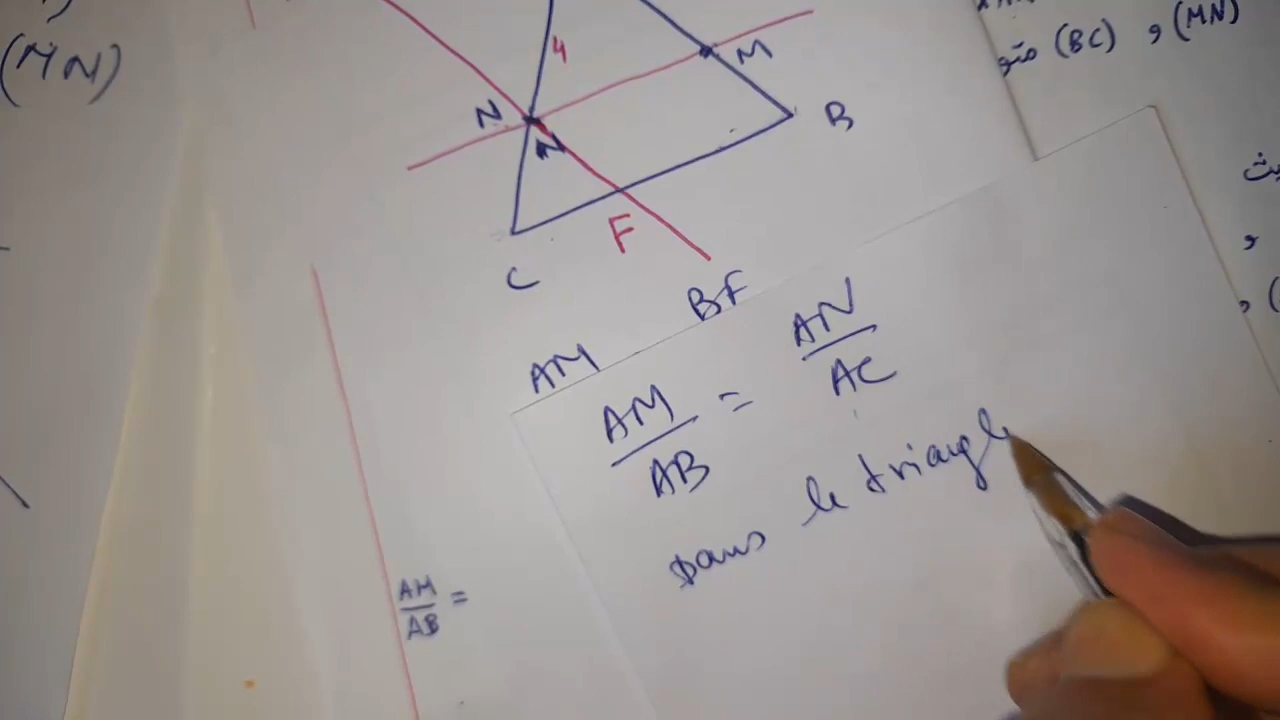 (MN)
4
M
N
N
B
C
F
(MN) و (BC)
AM
BF
AM/AB = AN/AC
Dans le triangle
AM/AB =